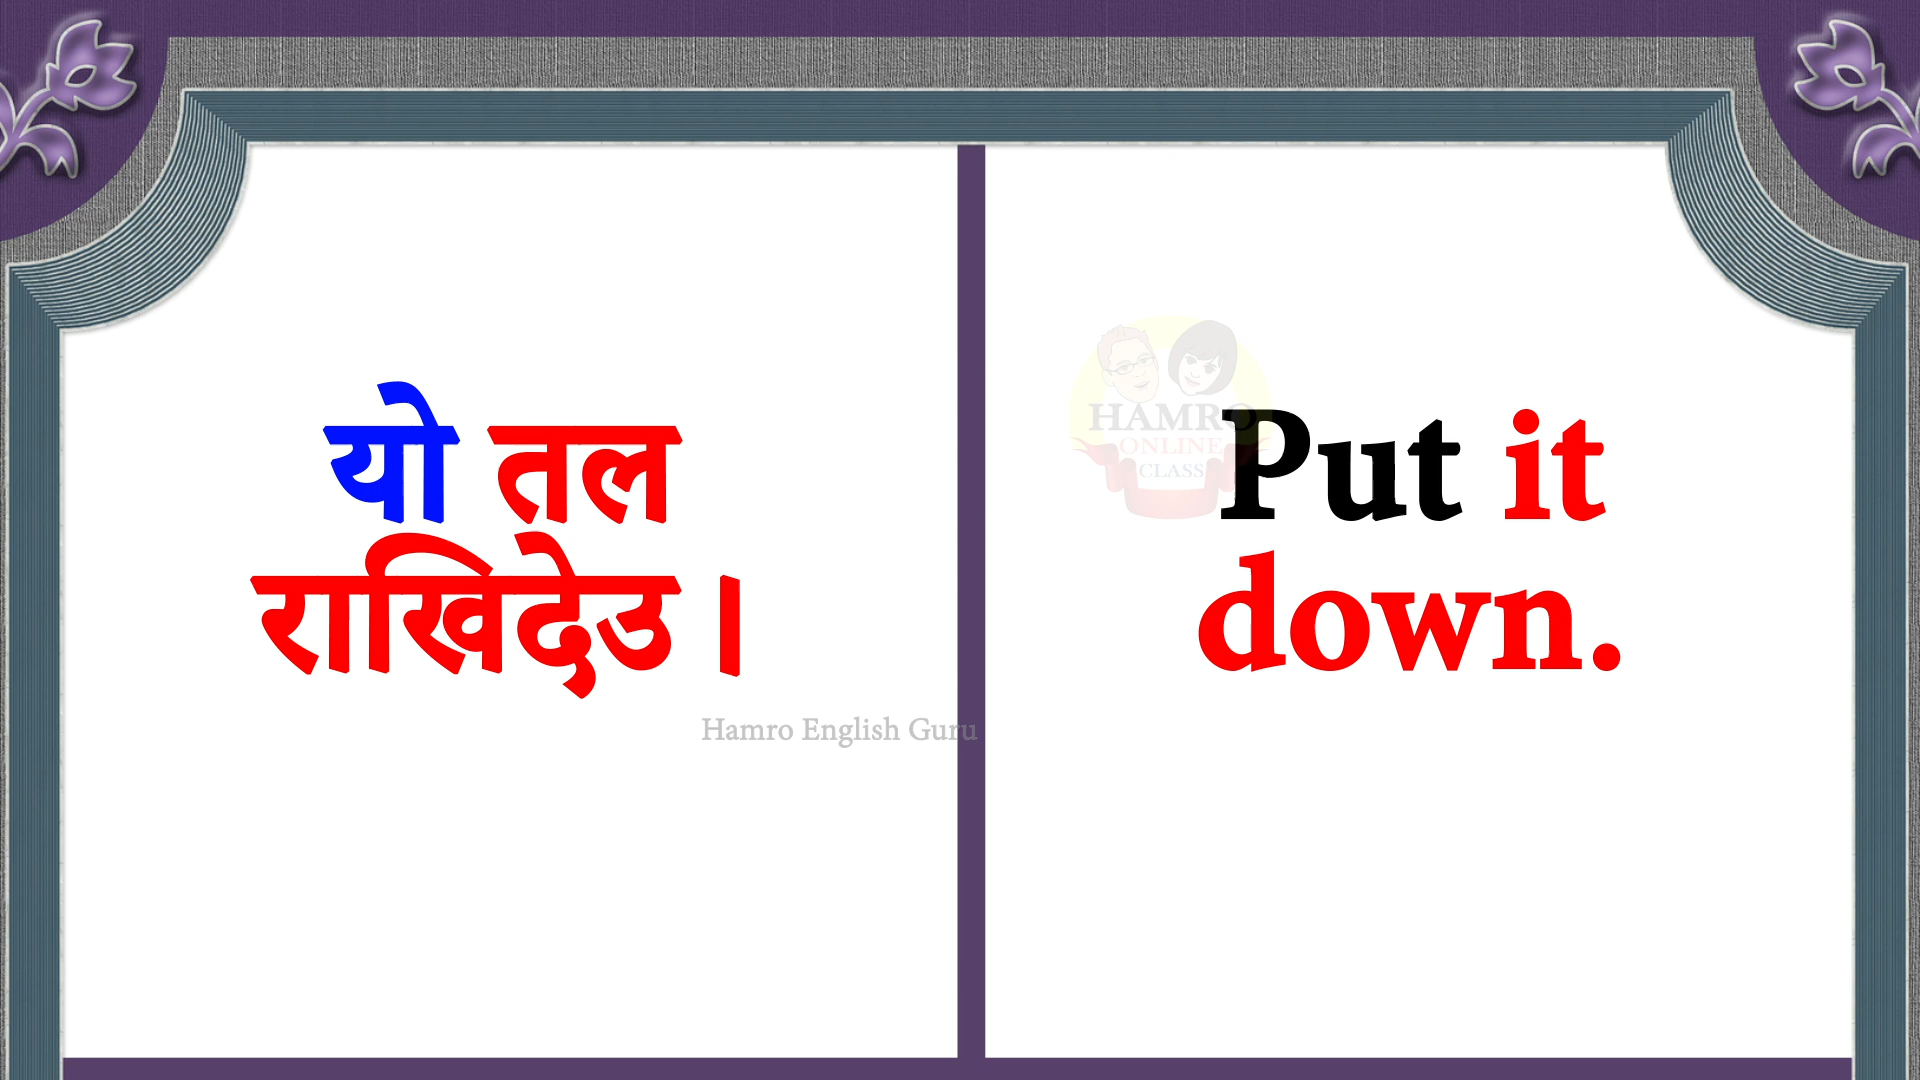 यो तल
राखिदेउ ।
Put it
down.
HAMRO
ONLINE
CLASS
Hamro English Guru